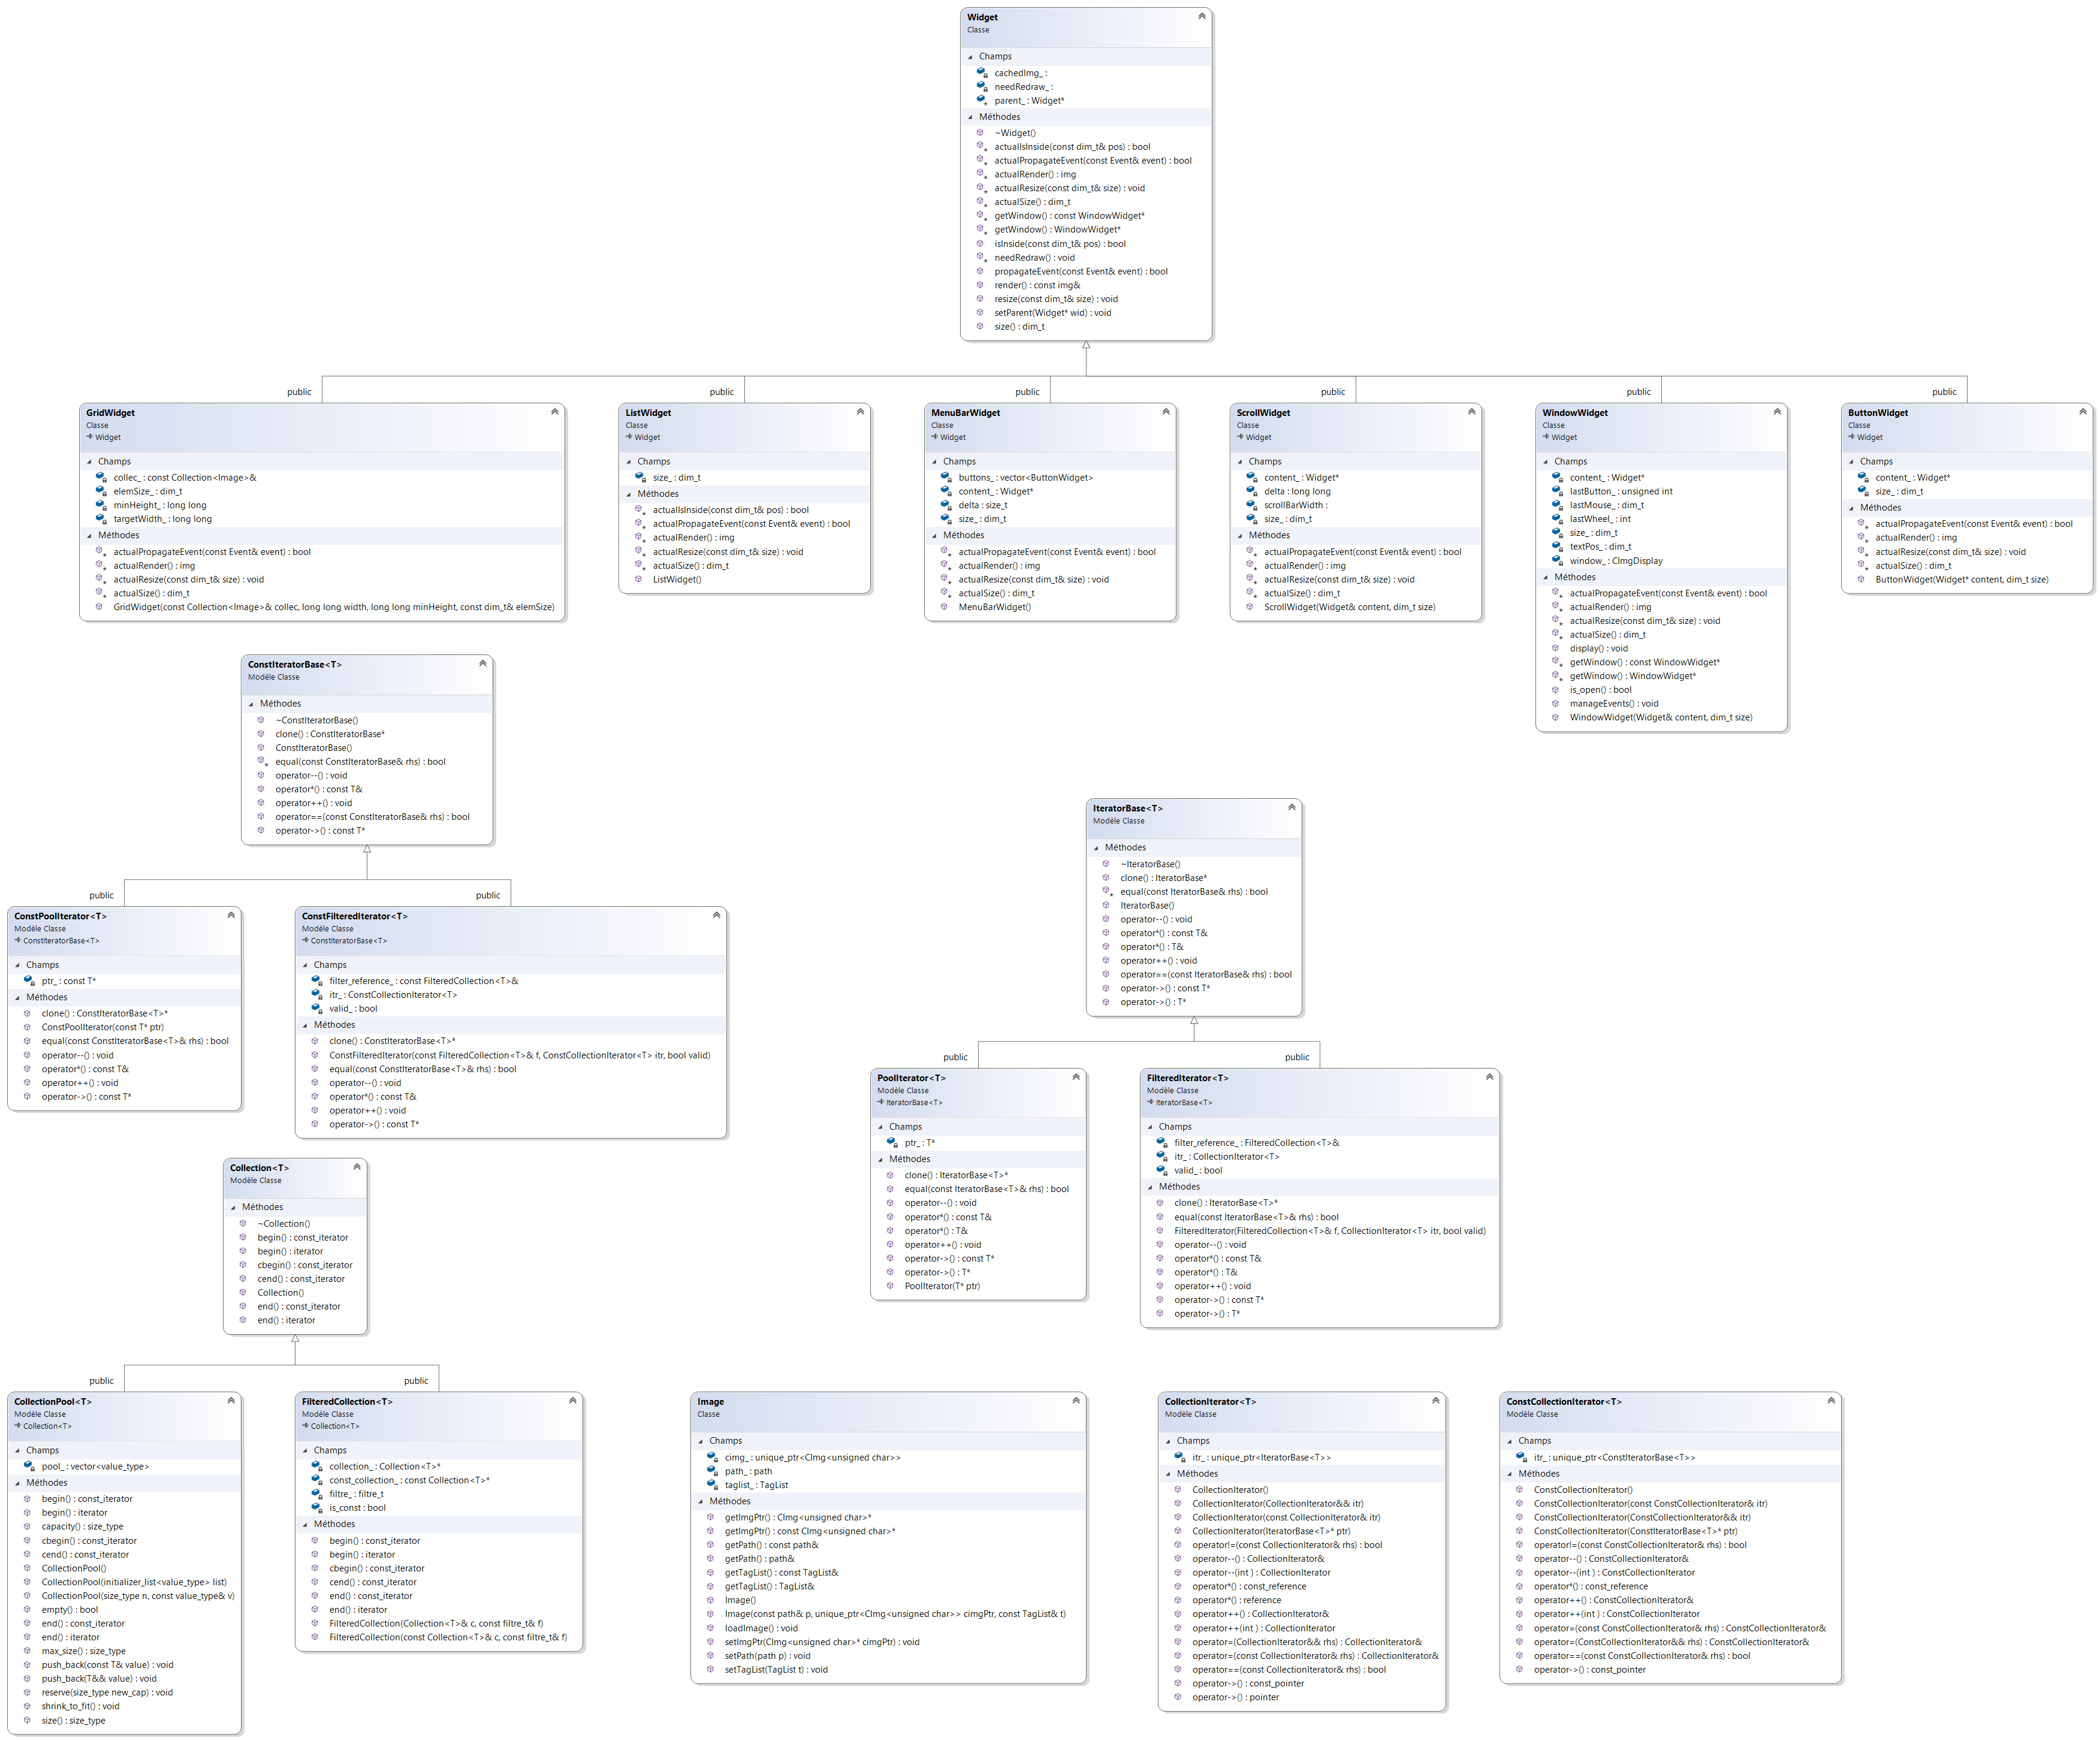 Widget
Classe
Champs
cachedImg_ :
needRedraw_ :
parent_ : Widget*
Méthodes
~Widget()
actualIsInside(const dim_t& pos) : bool
actualPropagateEvent(const Event& event) : bool
actualRender() : img
actualResize(const dim_t& size) : void
actualSize() : dim_t
getWindow() : const WindowWidget*
getWindow() : WindowWidget*
isInside(const dim_t& pos) : bool
needRedraw() : void
propagateEvent(const Event& event) : bool
render() : const img&
resize(const dim_t& size) : void
setParent(Widget* wid) : void
size() : dim_t
public
GridWidget
Classe
Widget
Champs
collec_ : const Collection<Image>&
elemSize_ : dim_t
minHeight_ : long long
targetWidth_ : long long
Méthodes
actualPropagateEvent(const Event& event) : bool
actualRender() : img
actualResize(const dim_t& size) : void
actualSize() : dim_t
GridWidget(const Collection<Image>& collec, long long width, long long minHeight, const dim_t& elemSize)
public
ListWidget
Classe
Widget
Champs
size_ : dim_t
Méthodes
actualIsInside(const dim_t& pos) : bool
actualPropagateEvent(const Event& event) : bool
actualRender() : img
actualResize(const dim_t& size) : void
actualSize() : dim_t
ListWidget()
public
MenuBarWidget
Classe
Widget
Champs
buttons_ : vector<ButtonWidget>
content_ : Widget*
delta : size_t
size_ : dim_t
Méthodes
actualPropagateEvent(const Event& event) : bool
actualRender() : img
actualResize(const dim_t& size) : void
actualSize() : dim_t
MenuBarWidget()
public
ScrollWidget
Classe
Widget
Champs
content_ : Widget*
delta : long long
scrollBarWidth :
size_ : dim_t
Méthodes
actualPropagateEvent(const Event& event) : bool
actualRender() : img
actualResize(const dim_t& size) : void
actualSize() : dim_t
ScrollWidget(Widget& content, dim_t size)
public
WindowWidget
Classe
Widget
Champs
content_ : Widget*
lastButton_ : unsigned int
lastMouse_ : dim_t
lastWheel_ : int
size_ : dim_t
textPos_ : dim_t
window_ : CImgDisplay
Méthodes
actualPropagateEvent(const Event& event) : bool
actualRender() : img
actualResize(const dim_t& size) : void
actualSize() : dim_t
display() : void
getWindow() : const WindowWidget*
getWindow() : WindowWidget*
is_open() : bool
manageEvents() : void
WindowWidget(Widget& content, dim_t size)
public
ButtonWidget
Classe
Widget
Champs
content_ : Widget*
size_ : dim_t
Méthodes
actualPropagateEvent(const Event& event) : bool
actualRender() : img
actualResize(const dim_t& size) : void
actualSize() : dim_t
ButtonWidget(Widget* content, dim_t size)
ConstIteratorBase<T>
Modèle Classe
Méthodes
~ConstIteratorBase()
clone() : ConstIteratorBase*
ConstIteratorBase()
equal(const ConstIteratorBase& rhs) : bool
operator--() : void
operator*() : const T&
operator++() : void
operator==(const ConstIteratorBase& rhs) : bool
operator->() : const T*
public
ConstPoolIterator<T>
Modèle Classe
ConstIteratorBase<T>
Champs
ptr_ : const T*
Méthodes
clone() : ConstIteratorBase<T>*
ConstPoolIterator(const T* ptr)
equal(const ConstIteratorBase<T>& rhs) : bool
operator--() : void
operator*() : const T&
operator++() : void
operator->() : const T*
public
ConstFilteredIterator<T>
Modèle Classe
ConstIteratorBase<T>
Champs
filter_reference_ : const FilteredCollection<T>&
itr_ : ConstCollectionIterator<T>
valid_ : bool
Méthodes
clone() : ConstIteratorBase<T>*
ConstFilteredIterator(const FilteredCollection<T>& f, ConstCollectionIterator<T> itr, bool valid)
equal(const ConstIteratorBase<T>& rhs) : bool
operator--() : void
operator*() : const T&
operator++() : void
operator->() : const T*
IteratorBase<T>
Modèle Classe
Méthodes
~IteratorBase()
clone() : IteratorBase*
equal(const IteratorBase& rhs) : bool
IteratorBase()
operator--() : void
operator*() : const T&
operator*() : T&
operator++() : void
operator==(const IteratorBase& rhs) : bool
operator->() : const T*
operator->() : T*
public
PoolIterator<T>
Modèle Classe
IteratorBase<T>
Champs
ptr_ : T*
Méthodes
clone() : IteratorBase<T>*
equal(const IteratorBase<T>& rhs) : bool
operator--() : void
operator*() : const T&
operator*() : T&
operator++() : void
operator->() : const T*
operator->() : T*
PoolIterator(T* ptr)
public
FilteredIterator<T>
Modèle Classe
IteratorBase<T>
Champs
filter_reference_ : FilteredCollection<T>&
itr_ : CollectionIterator<T>
valid_ : bool
Méthodes
clone() : IteratorBase<T>*
equal(const IteratorBase<T>& rhs) : bool
FilteredIterator(FilteredCollection<T>& f, CollectionIterator<T> itr, bool valid)
operator--() : void
operator*() : const T&
operator*() : T&
operator++() : void
operator->() : const T*
operator->() : T*
Collection<T>
Modèle Classe
Méthodes
~Collection()
begin() : const_iterator
begin() : iterator
cbegin() : const_iterator
cend() : const_iterator
Collection()
end() : const_iterator
end() : iterator
public
CollectionPool<T>
Modèle Classe
Collection<T>
Champs
pool_ : vector<value_type>
Méthodes
begin() : const_iterator
begin() : iterator
capacity() : size_type
cbegin() : const_iterator
cend() : const_iterator
CollectionPool()
CollectionPool(initializer_list<value_type> list)
CollectionPool(size_type n, const value_type& v)
empty() : bool
end() : const_iterator
end() : iterator
max_size() : size_type
push_back(const T& value) : void
push_back(T&& value) : void
reserve(size_type new_cap) : void
shrink_to_fit() : void
size() : size_type
public
FilteredCollection<T>
Modèle Classe
Collection<T>
Champs
collection_ : Collection<T>*
const_collection_ : const Collection<T>*
filtre_ : filtre_t
is_const : bool
Méthodes
begin() : const_iterator
begin() : iterator
cbegin() : const_iterator
cend() : const_iterator
end() : const_iterator
end() : iterator
FilteredCollection(Collection<T>& c, const filtre_t& f)
FilteredCollection(const Collection<T>& c, const filtre_t& f)
Image
Classe
Champs
cimg_ : unique_ptr<CImg<unsigned char>>
path_ : path
taglist_ : TagList
Méthodes
getImgPtr() : CImg<unsigned char>*
getImgPtr() : const CImg<unsigned char>*
getPath() : const path&
getPath() : path&
getTagList() : const TagList&
getTagList() : TagList&
Image()
Image(const path& p, unique_ptr<CImg<unsigned char>> cimgPtr, const TagList& t)
loadImage() : void
setImgPtr(CImg<unsigned char>* cimgPtr) : void
setPath(path p) : void
setTagList(TagList t) : void
CollectionIterator<T>
Modèle Classe
Champs
itr_ : unique_ptr<IteratorBase<T>>
Méthodes
CollectionIterator()
CollectionIterator(CollectionIterator&& itr)
CollectionIterator(const CollectionIterator& itr)
CollectionIterator(IteratorBase<T>* ptr)
operator!=(const CollectionIterator& rhs) : bool
operator--() : CollectionIterator&
operator--(int ) : CollectionIterator
operator*() : const_reference
operator*() : reference
operator++() : CollectionIterator&
operator++(int ) : CollectionIterator
operator=(CollectionIterator&& rhs) : CollectionIterator&
operator=(const CollectionIterator& rhs) : CollectionIterator&
operator==(const CollectionIterator& rhs) : bool
operator->() : const_pointer
operator->() : pointer
ConstCollectionIterator<T>
Modèle Classe
Champs
itr_ : unique_ptr<ConstIteratorBase<T>>
Méthodes
ConstCollectionIterator()
ConstCollectionIterator(const ConstCollectionIterator& itr)
ConstCollectionIterator(ConstCollectionIterator&& itr)
ConstCollectionIterator(ConstIteratorBase<T>* ptr)
operator!=(const ConstCollectionIterator& rhs) : bool
operator--() : ConstCollectionIterator&
operator--(int ) : ConstCollectionIterator
operator*() : const_reference
operator++() : ConstCollectionIterator&
operator++(int ) : ConstCollectionIterator
operator=(const ConstCollectionIterator& rhs) : ConstCollectionIterator&
operator=(ConstCollectionIterator&& rhs) : ConstCollectionIterator&
operator==(const ConstCollectionIterator& rhs) : bool
operator->() : const_pointer